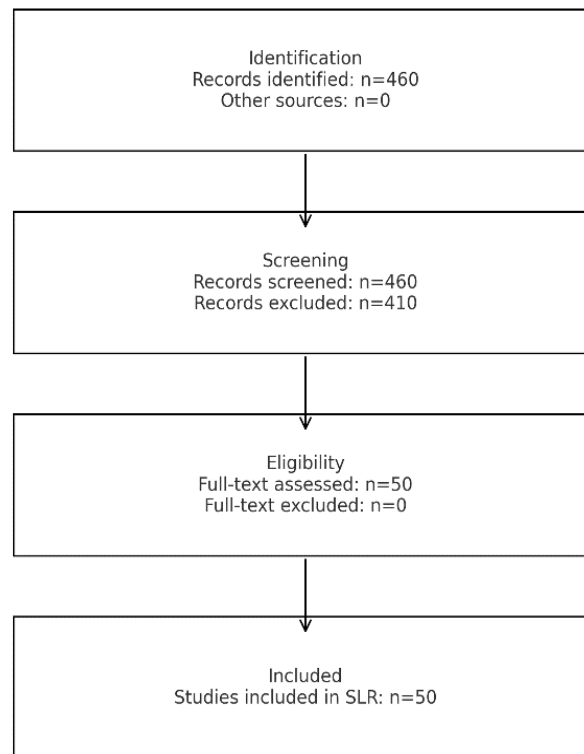 Identification
Records identified: n=460
Other sources: n=0
Screening
Records screened: n=460
Records excluded: n=410
Eligibility
Full-text assessed: n=50
Full-text excluded: n=0
Included
Studies included in SLR: n=50